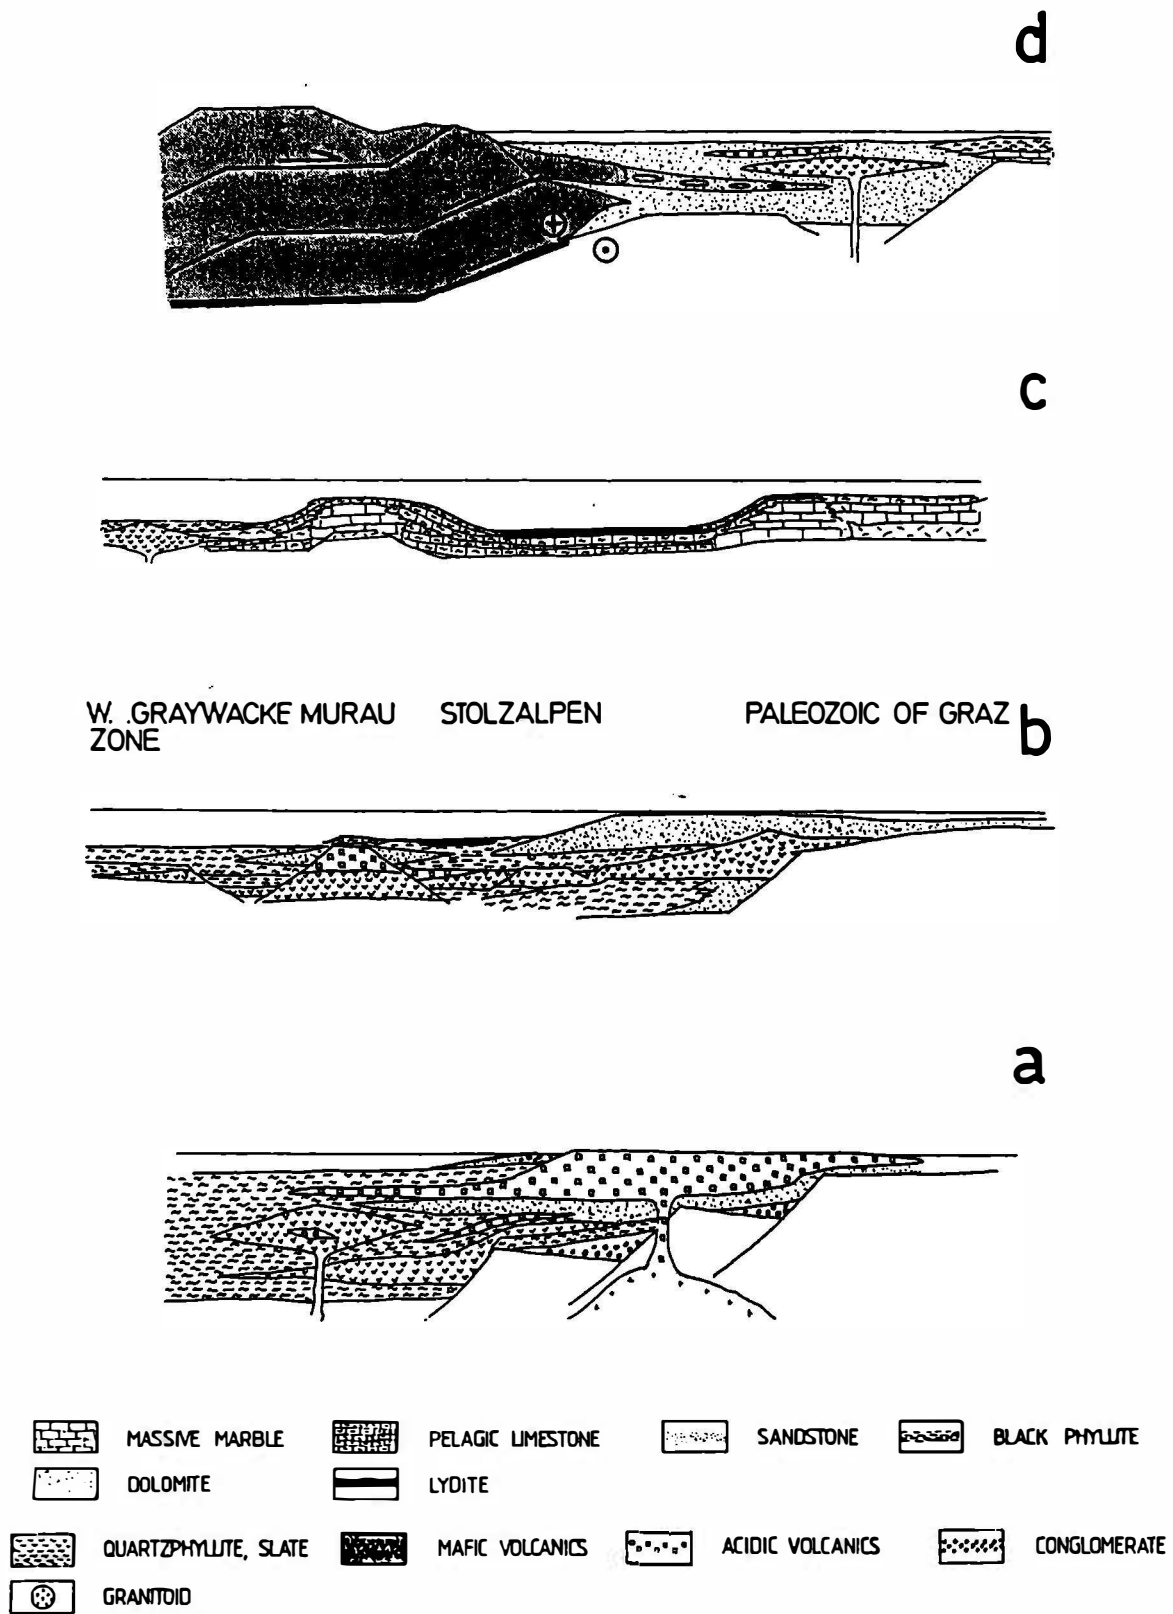 d
c
W. .GRAYWACKE MURAU STOLZALPEN PALEOZOIC OF GRAZ
ZONE
b
a
MASSIVE MARBLE PELAGIC LIMESTONE SANDSTONE BLACK PHYLLITE
DOLOMITE LYDITE
QUARTZPHYLLITE, SLATE MAFIC VOLCANICS ACIDIC VOLCANICS CONGLOMERATE
GRANITOID